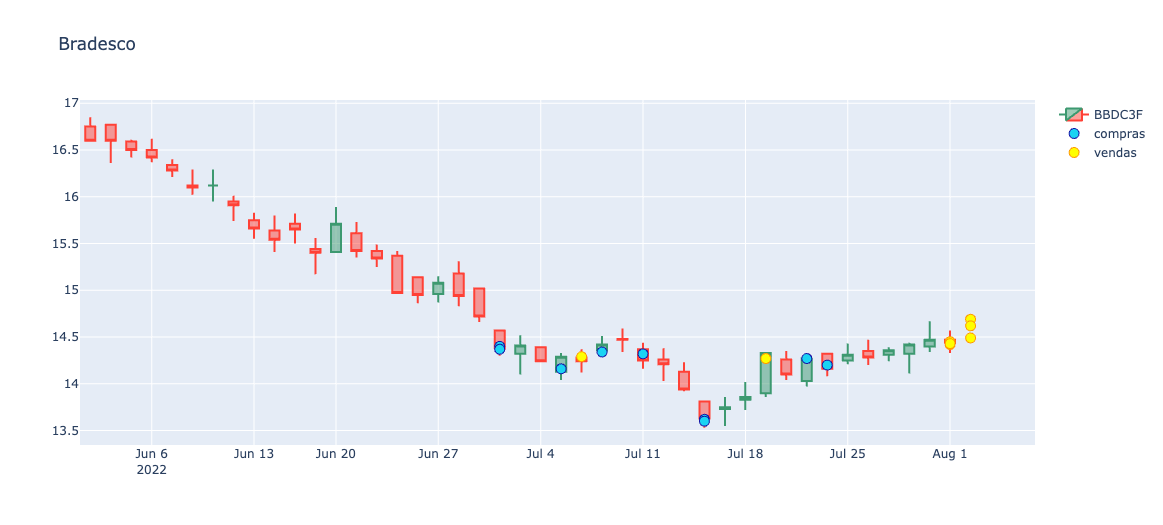 Bradesco
17
16.5
16
15.5
15
14.5
14
13.5
Jun 6
2022
Jun 13
Jun 20
Jun 27
Jul 4
Jul 11
Jul 18
Jul 25
Aug 1
BBDC3F
compras
vendas